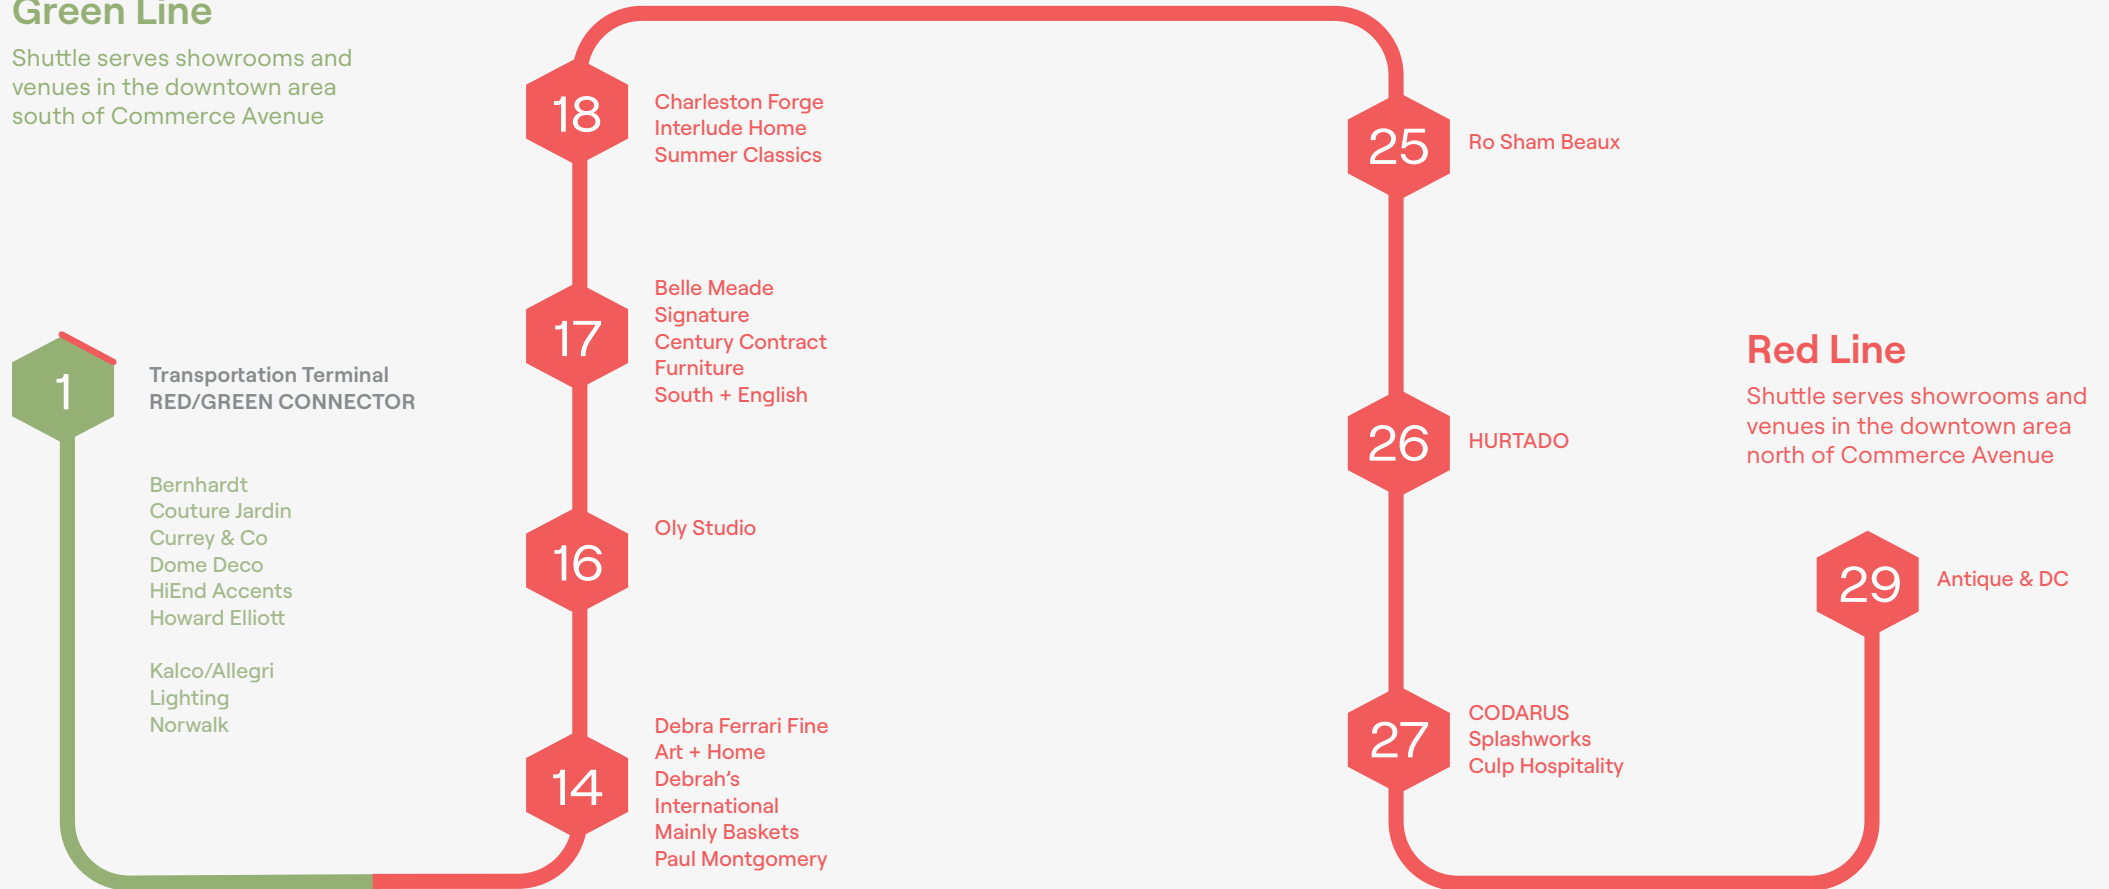 Green Line
Shuttle serves showrooms and
venues in the downtown area
south of Commerce Avenue
1
Transportation Terminal
RED/GREEN CONNECTOR
Bernhardt
Couture Jardin
Currey & Co
Dome Deco
HiEnd Accents
Howard Elliott
Kalco/Allegri
Lighting
Norwalk
18
Charleston Forge
Interlude Home
Summer Classics
17
Belle Meade
Signature
Century Contract
Furniture
South + English
16
Oly Studio
14
Debra Ferrari Fine
Art + Home
Debrah’s
International
Mainly Baskets
Paul Montgomery
25
Ro Sham Beaux
26
HURTADO
27
CODARUS
Splashworks
Culp Hospitality
Red Line
Shuttle serves showrooms and
venues in the downtown area
north of Commerce Avenue
29
Antique & DC